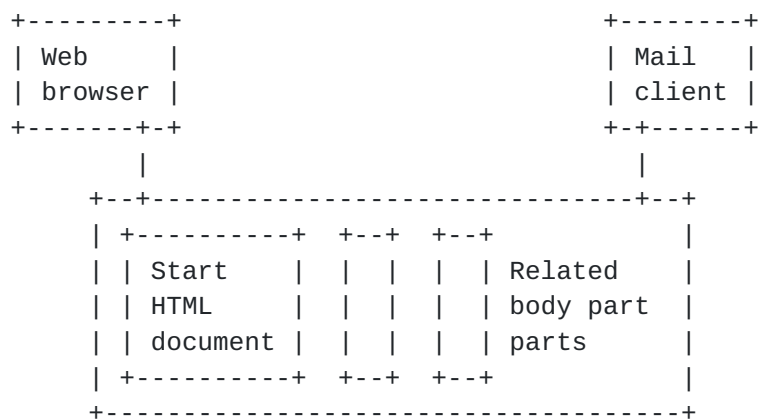 Web
browser
Mail
client
Start
HTML
document
Related
body part
parts